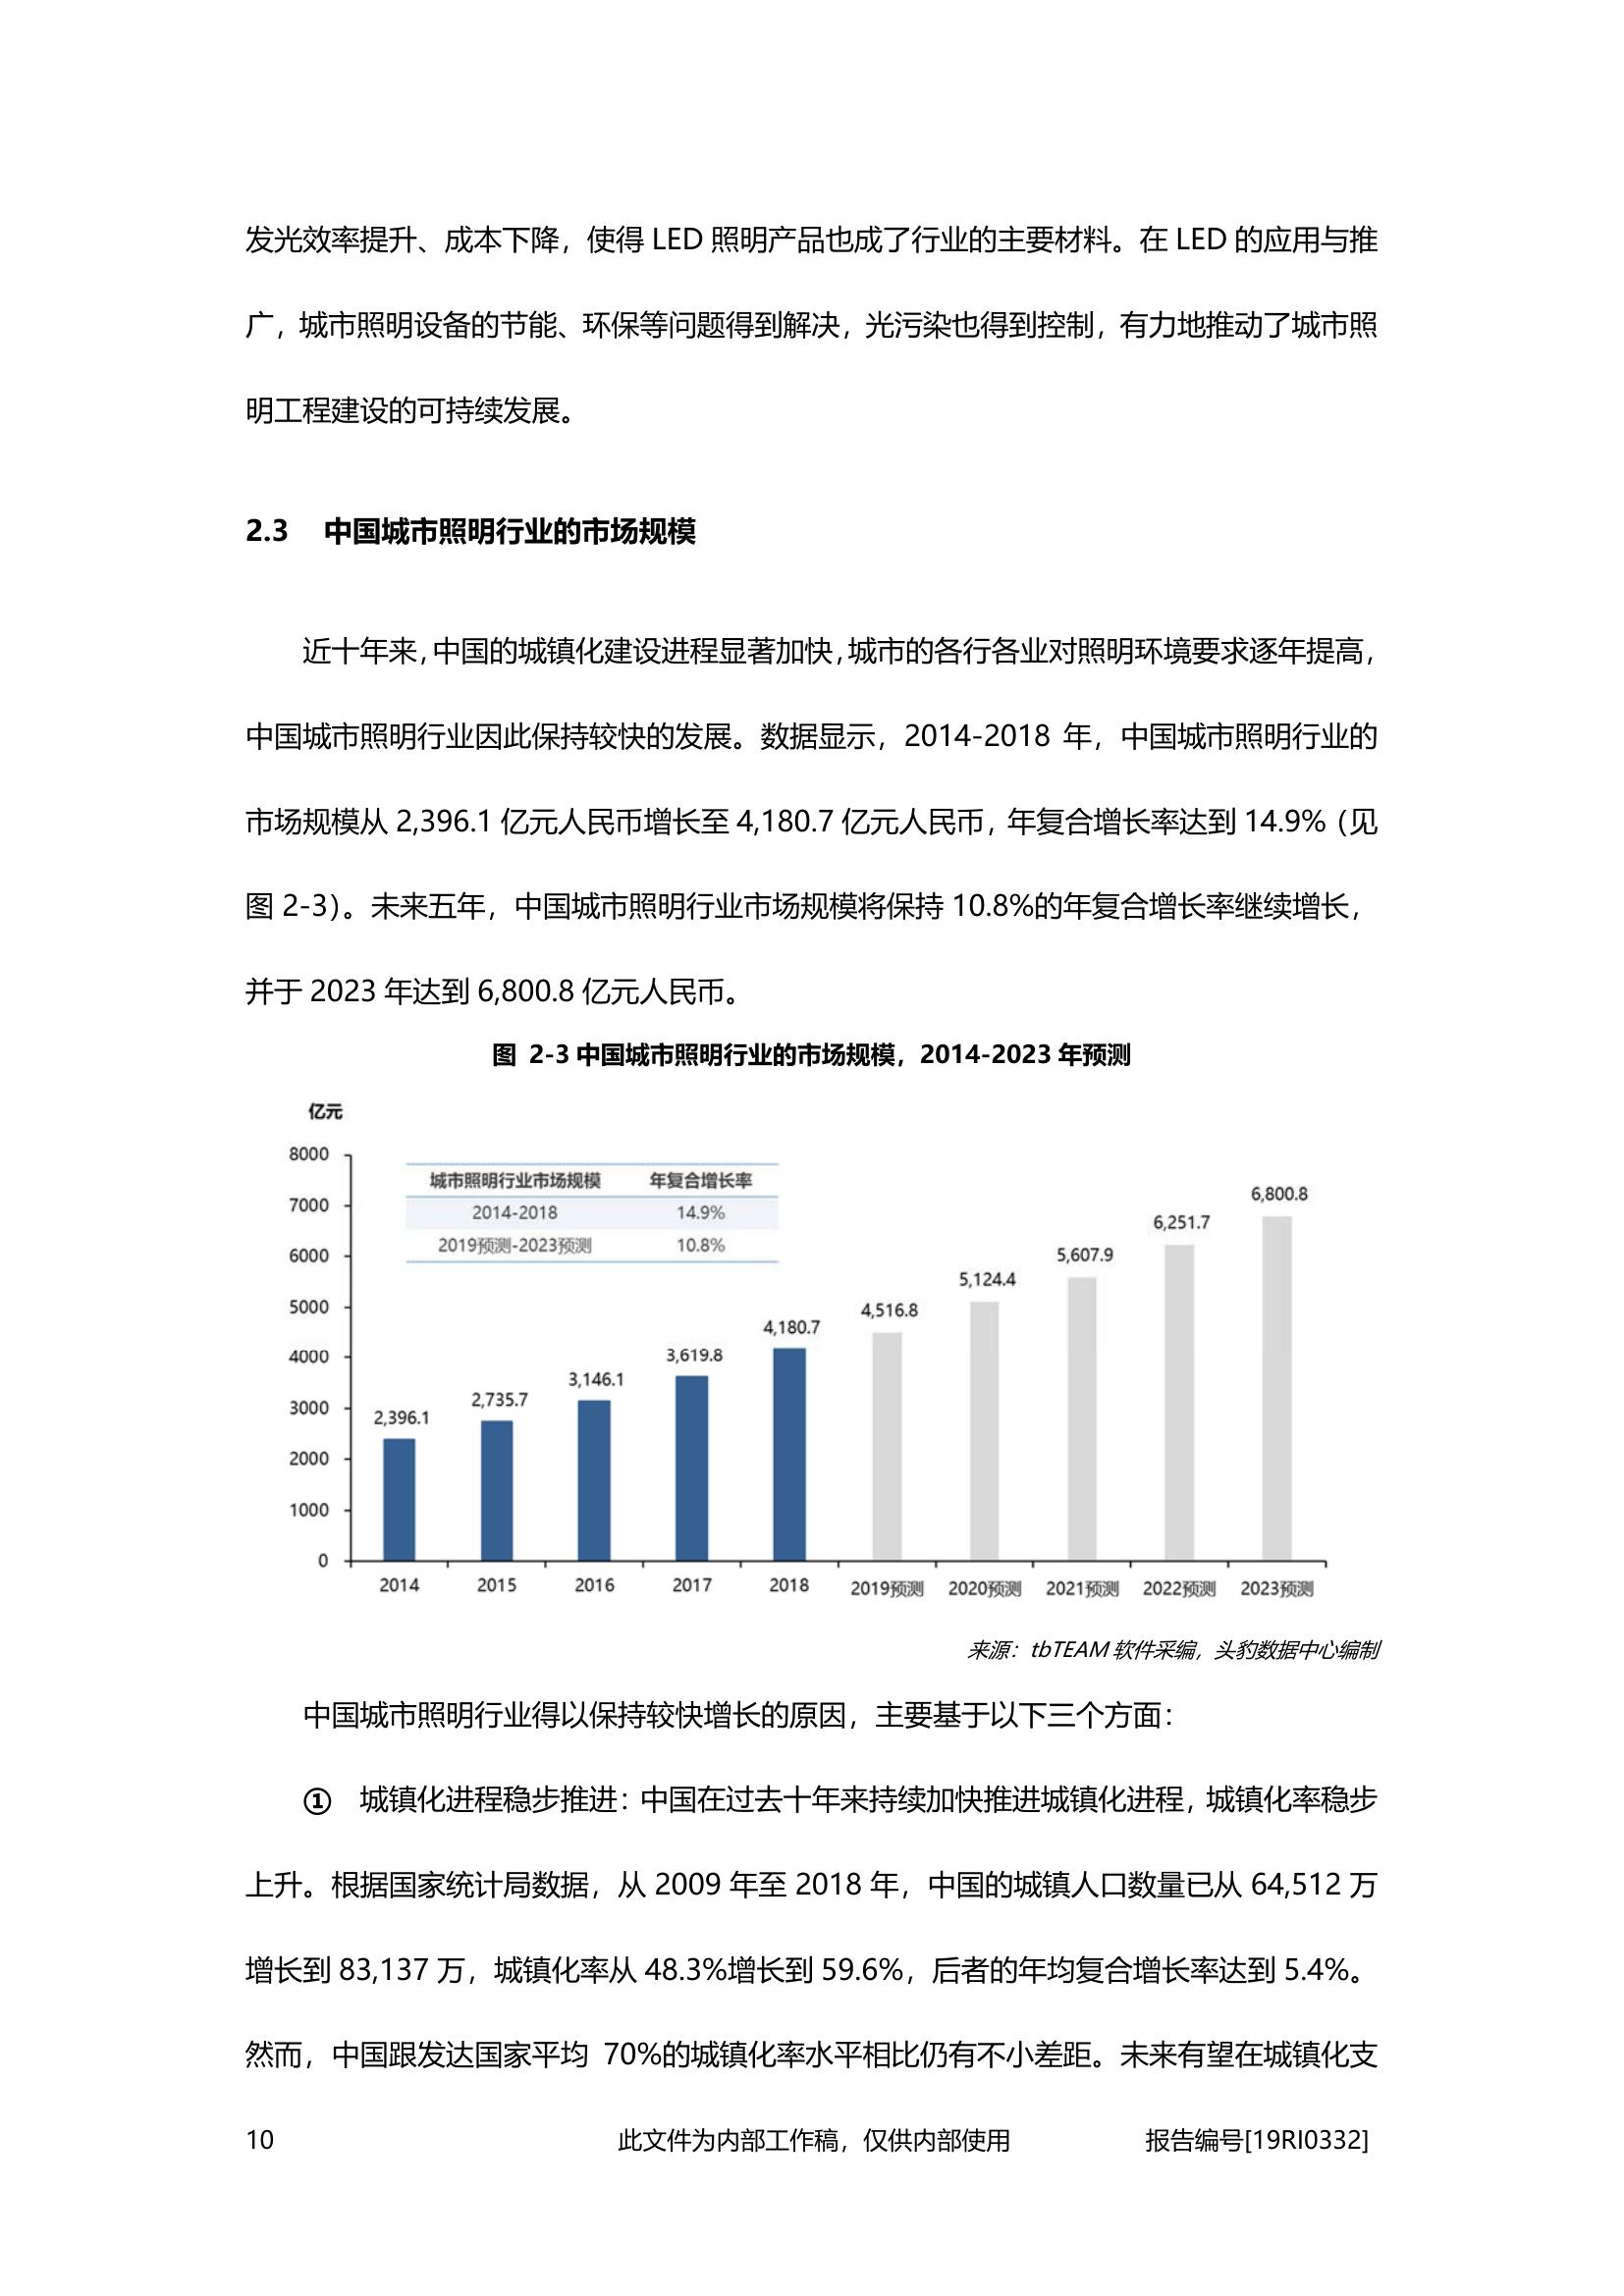 发光效率提升、成本下降，使得 LED 照明产品也成了行业的主要材料。在 LED 的应用与推
广，城市照明设备的节能、环保等问题得到解决，光污染也得到控制，有力地推动了城市照
明工程建设的可持续发展。
2.3 中国城市照明行业的市场规模
近十年来，中国的城镇化建设进程显著加快，城市的各行各业对照明环境要求逐年提高，
中国城市照明行业因此保持较快的发展。数据显示，2014-2018 年，中国城市照明行业的
市场规模从 2,396.1 亿元人民币增长至 4,180.7 亿元人民币，年复合增长率达到 14.9%（见
图 2-3）。未来五年，中国城市照明行业市场规模将保持 10.8%的年复合增长率继续增长，
并于 2023 年达到 6,800.8 亿元人民币。
图 2-3 中国城市照明行业的市场规模，2014-2023 年预测
亿元
8000
7000
6000
5000
4000
3000
2000
1000
0
城市照明行业市场规模 年复合增长率
2014-2018 14.9%
2019预测-2023预测 10.8%
2,396.1 2,735.7 3,146.1 3,619.8 4,180.7 4,516.8 5,124.4 5,607.9 6,251.7 6,800.8
2014 2015 2016 2017 2018 2019预测 2020预测 2021预测 2022预测 2023预测
来源：tbTEAM 软件采编，头豹数据中心编制
中国城市照明行业得以保持较快增长的原因，主要基于以下三个方面：
① 城镇化进程稳步推进：中国在过去十年来持续加快推进城镇化进程，城镇化率稳步
上升。根据国家统计局数据，从 2009 年至 2018 年，中国的城镇人口数量已从 64,512 万
增长到 83,137 万，城镇化率从 48.3%增长到 59.6%，后者的年均复合增长率达到 5.4%。
然而，中国跟发达国家平均 70%的城镇化率水平相比仍有不小差距。未来有望在城镇化支
10 此文件为内部工作稿，仅供内部使用 报告编号[19RI0332]